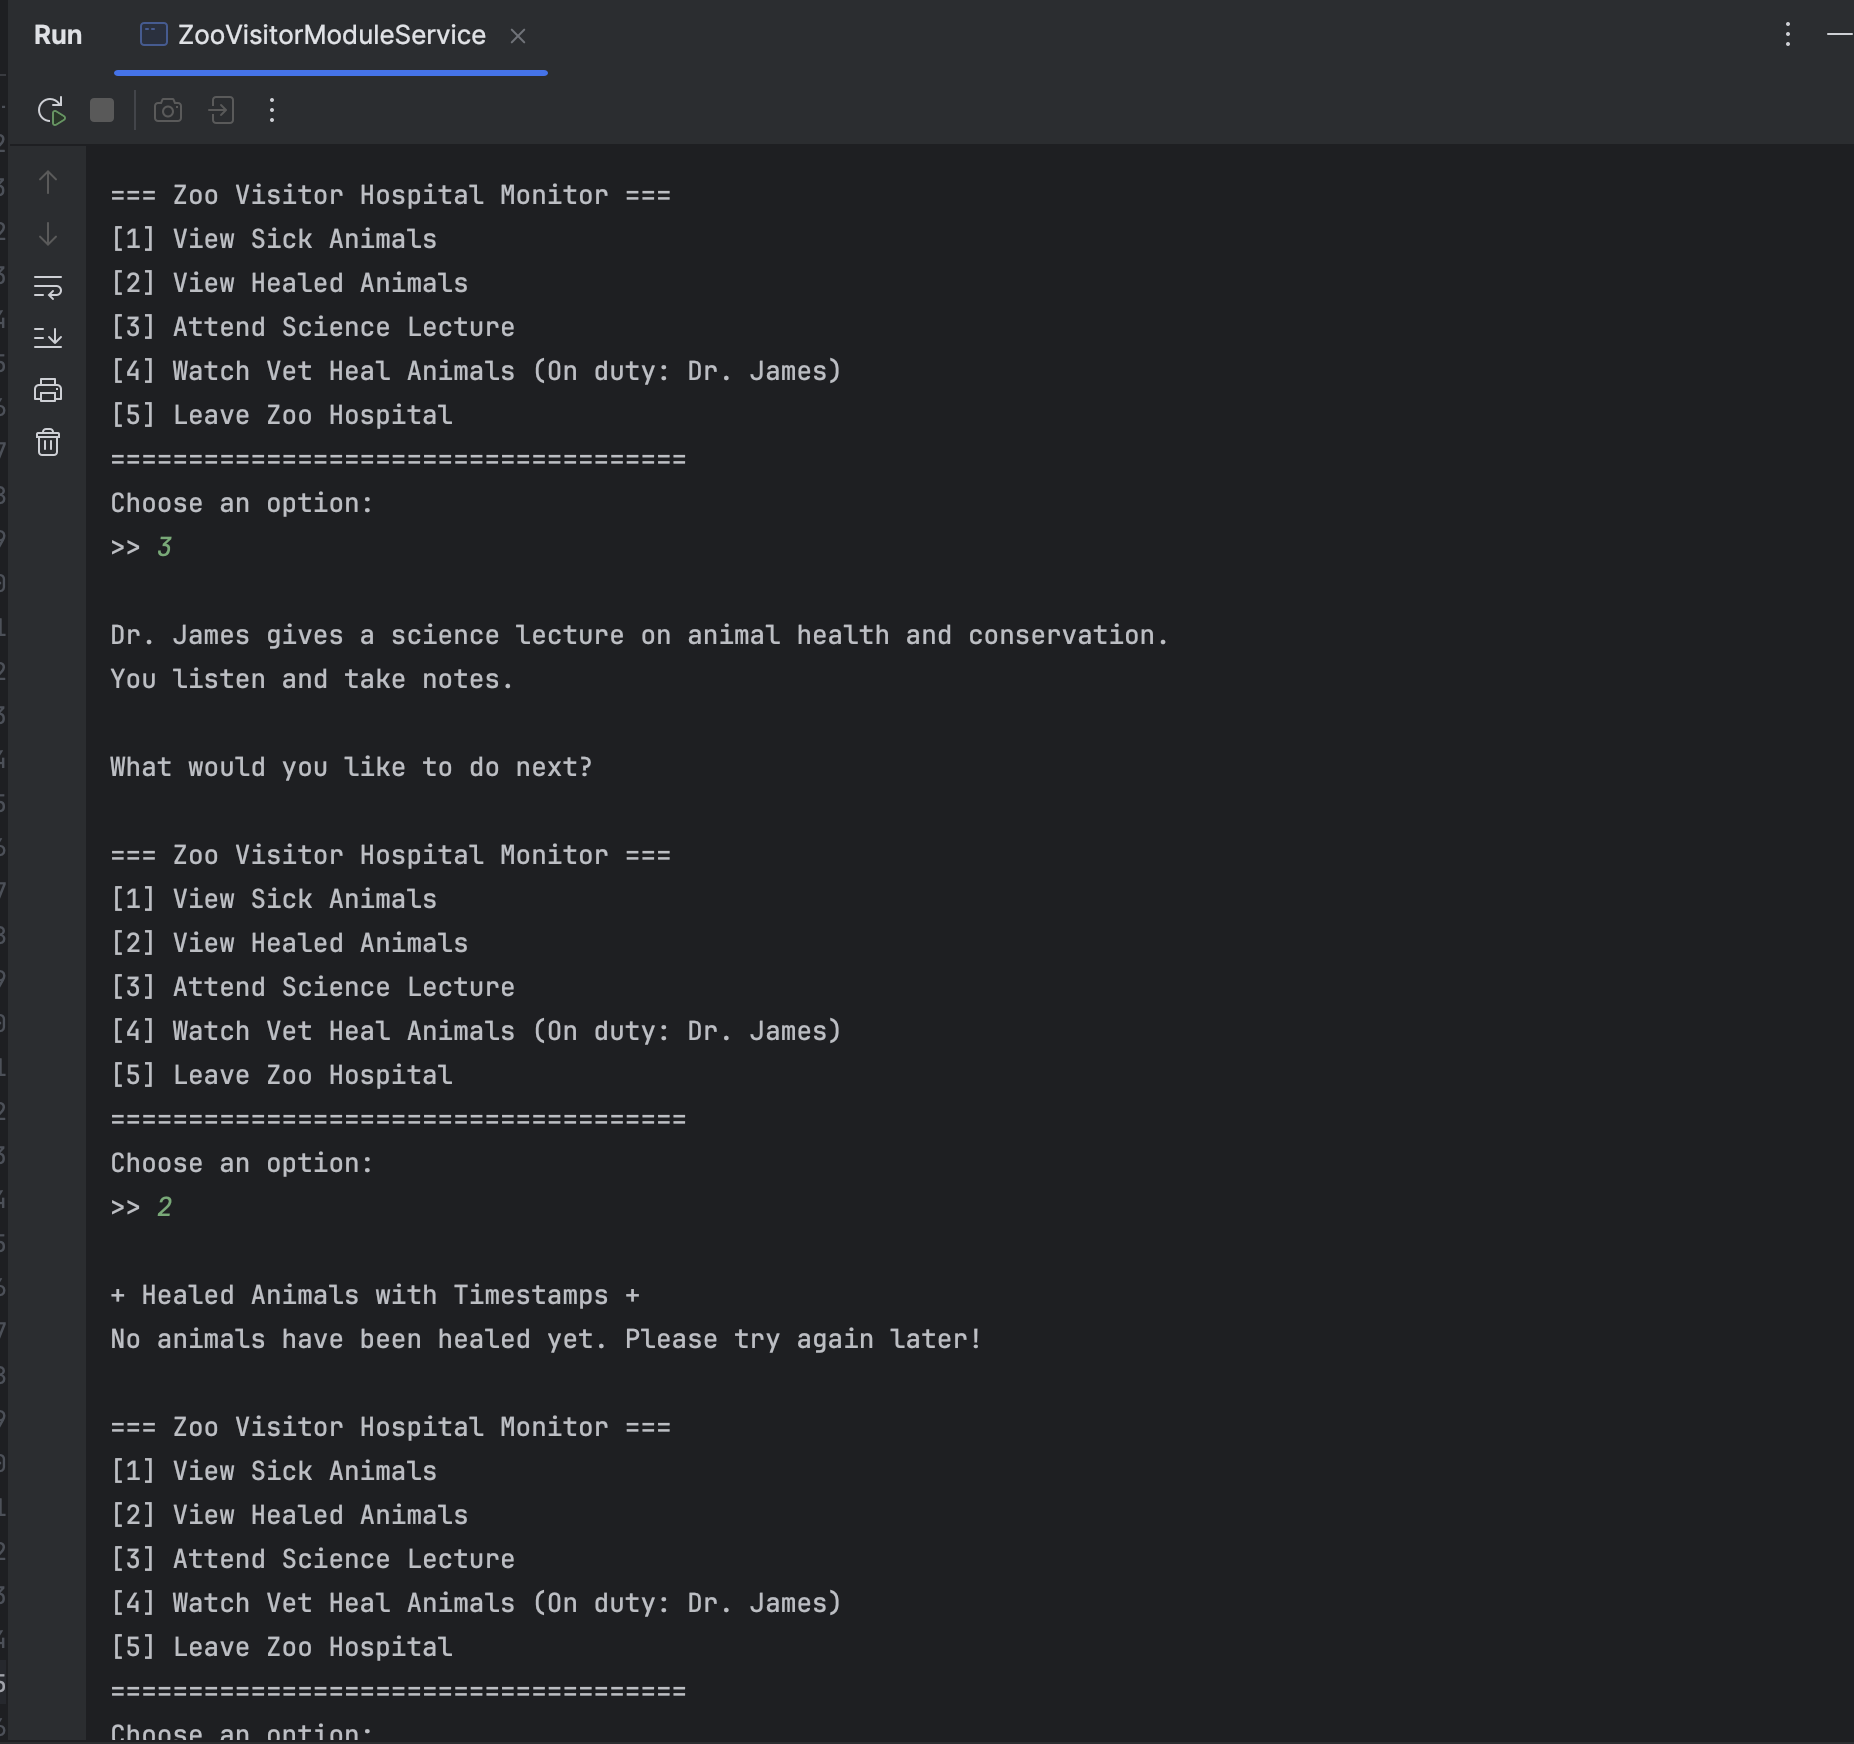 Run ZooVisitorModuleService
=== Zoo Visitor Hospital Monitor ===
[1] View Sick Animals
[2] View Healed Animals
[3] Attend Science Lecture
[4] Watch Vet Heal Animals (On duty: Dr. James)
[5] Leave Zoo Hospital
=====================================
Choose an option:
>> 3
Dr. James gives a science lecture on animal health and conservation.
You listen and take notes.
What would you like to do next?
=== Zoo Visitor Hospital Monitor ===
[1] View Sick Animals
[2] View Healed Animals
[3] Attend Science Lecture
[4] Watch Vet Heal Animals (On duty: Dr. James)
[5] Leave Zoo Hospital
=====================================
Choose an option:
>> 2
+ Healed Animals with Timestamps +
No animals have been healed yet. Please try again later!
=== Zoo Visitor Hospital Monitor ===
[1] View Sick Animals
[2] View Healed Animals
[3] Attend Science Lecture
[4] Watch Vet Heal Animals (On duty: Dr. James)
[5] Leave Zoo Hospital
=====================================
Choose an option: